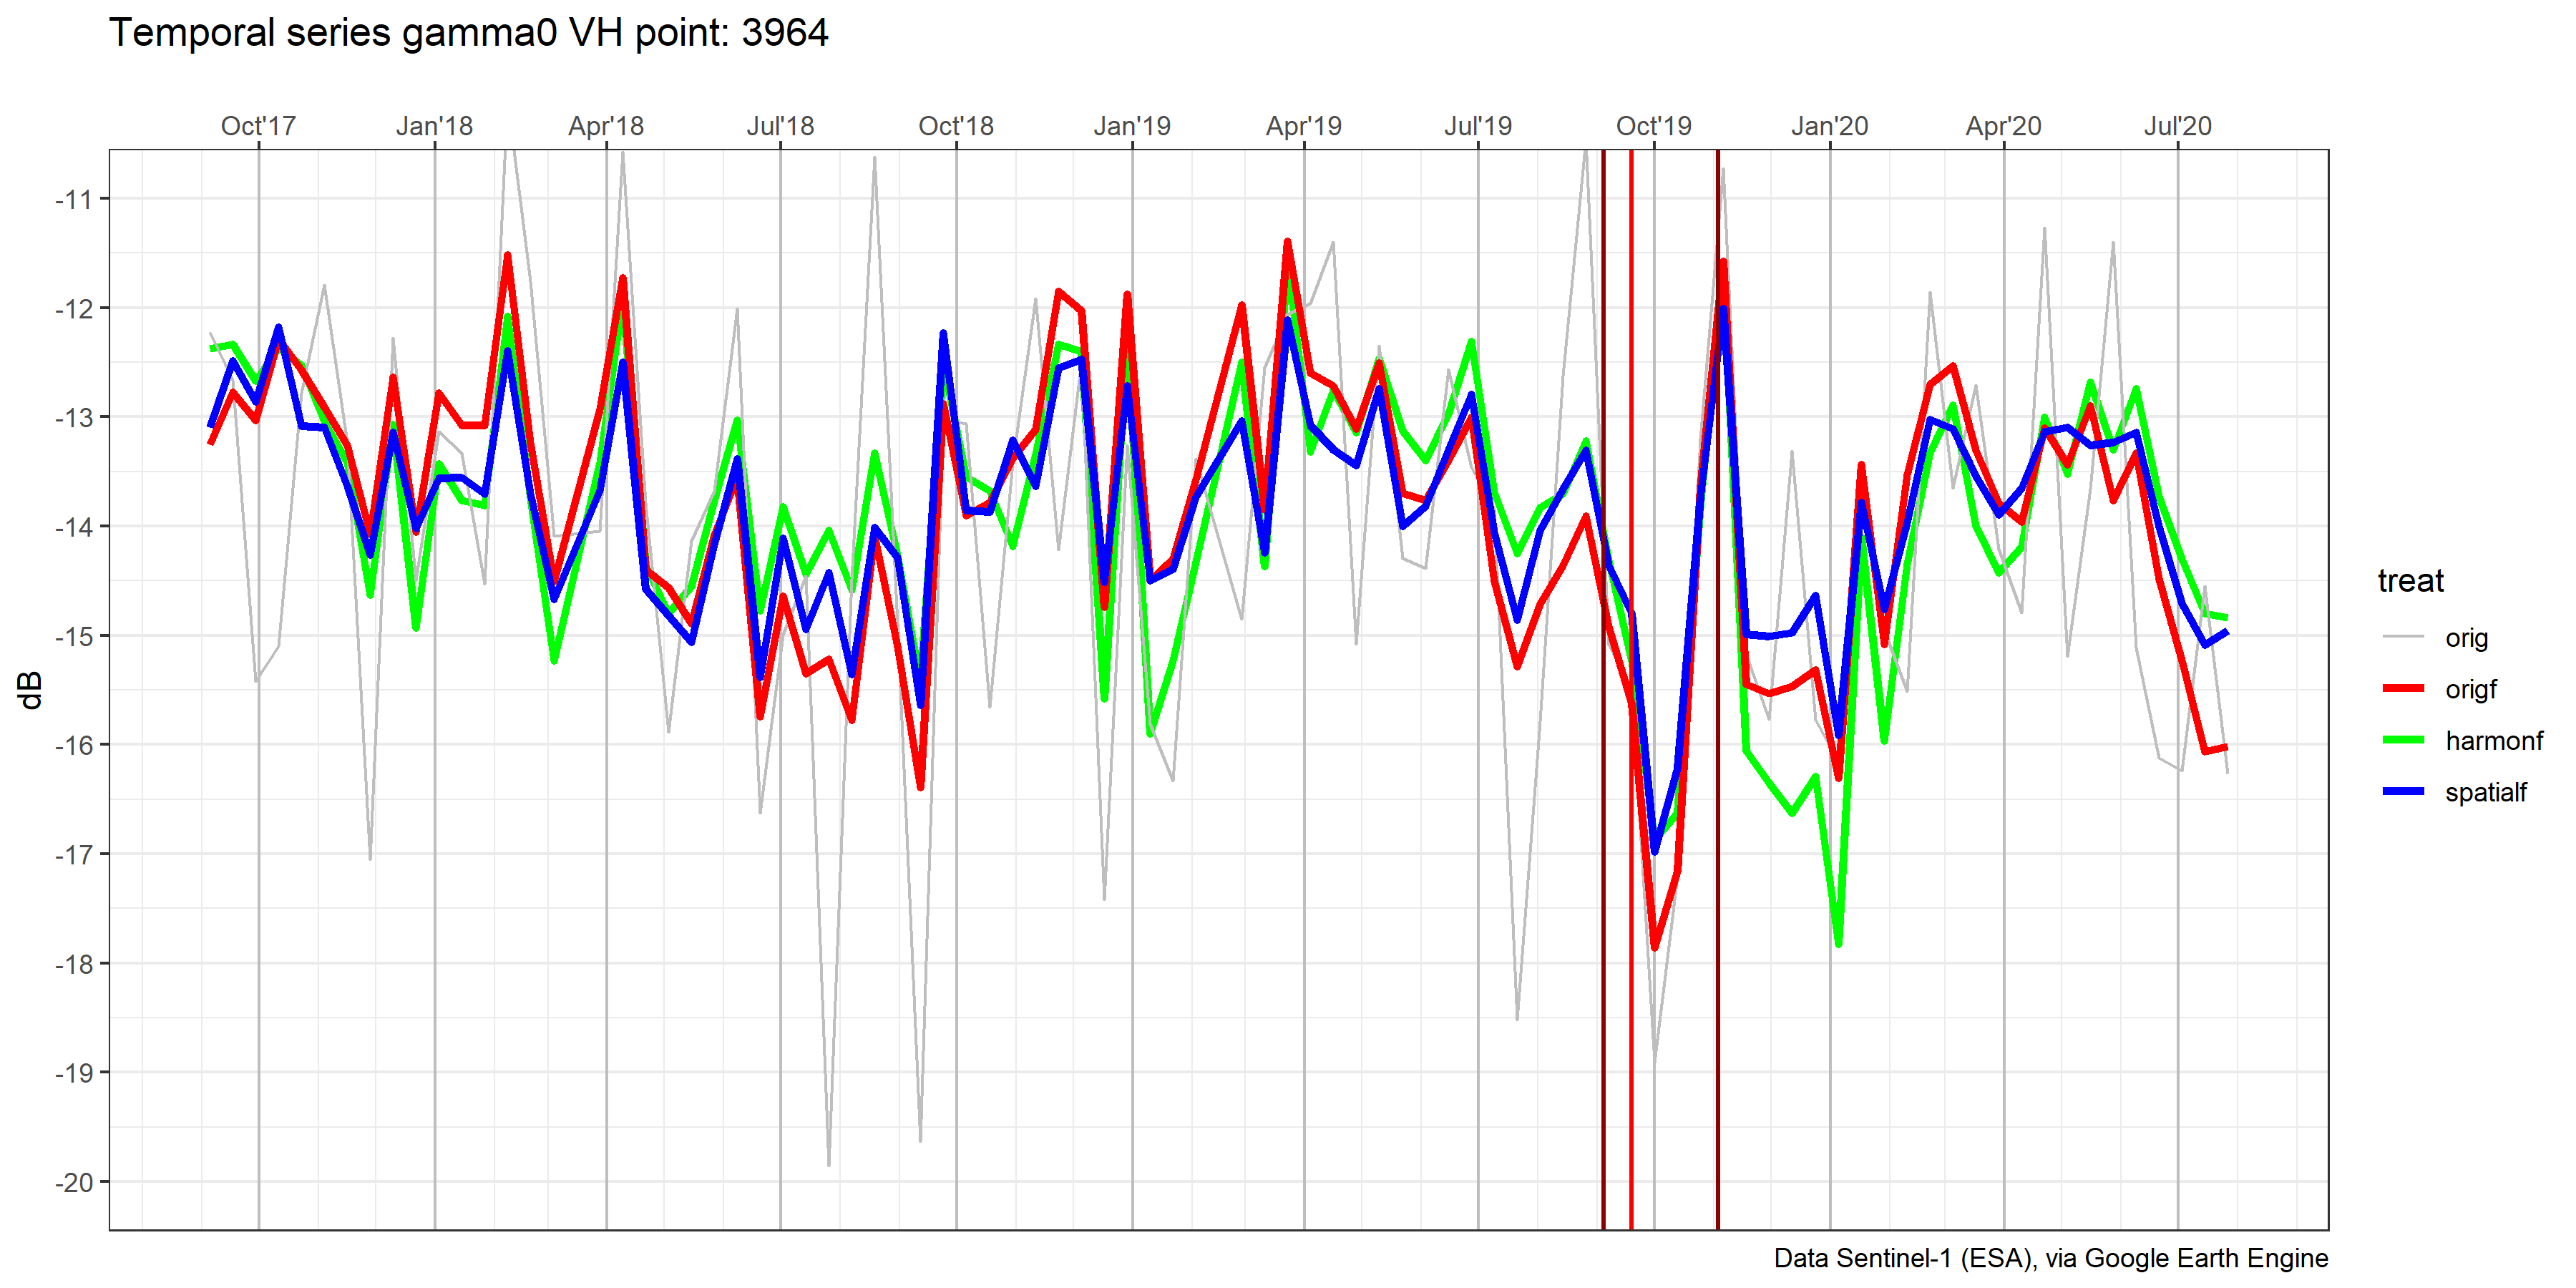 Temporal series gamma0 VH point: 3964
Oct'17 Jan'18 Apr'18 Jul'18 Oct'18 Jan'19 Apr'19 Jul'19 Oct'19 Jan'20 Apr'20 Jul'20
-11
-12
-13
-14
-15
-16
-17
-18
-19
-20
dB
treat
orig
origf
harmonf
spatialf
Data Sentinel-1 (ESA), via Google Earth Engine